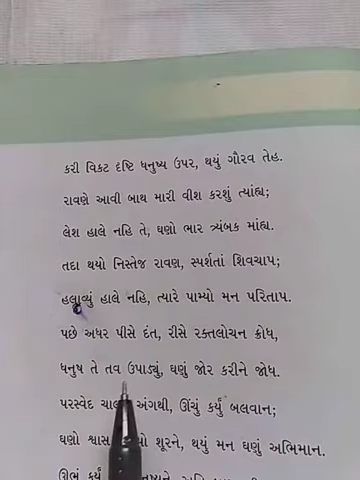 કરી વિકટ દૃષ્ટિ ધનુષ્ય ઉપર, થયું ગૌરવ તેહ.
રાવણે આવી બાથ મારી વીશ કરશું ત્યાંહ્ય;
લેશ હાલે નહિ તે, ઘણો ભાર ત્ર્યંબક માંહ્ય.
તદા થયો નિસ્તેજ રાવણ, સ્પર્શતાં શિવચાપ;
હલાવ્યું હાલે નહિ, ત્યારે પામ્યો મન પરિતાપ.
પછે અધર પીસે દંત, રીસે રક્તલોચન ક્રોધ,
ધનુષ તે તવ ઉપાડ્યું, ઘણું જોર કરીને જોધ.
પરસ્વેદ અંગથી, ઊંચું કર્યું બલવાન;
ઘણો શ્વાસ શૂરને, થયું મન ઘણું અભિમાન.
ઊભું કર્યું